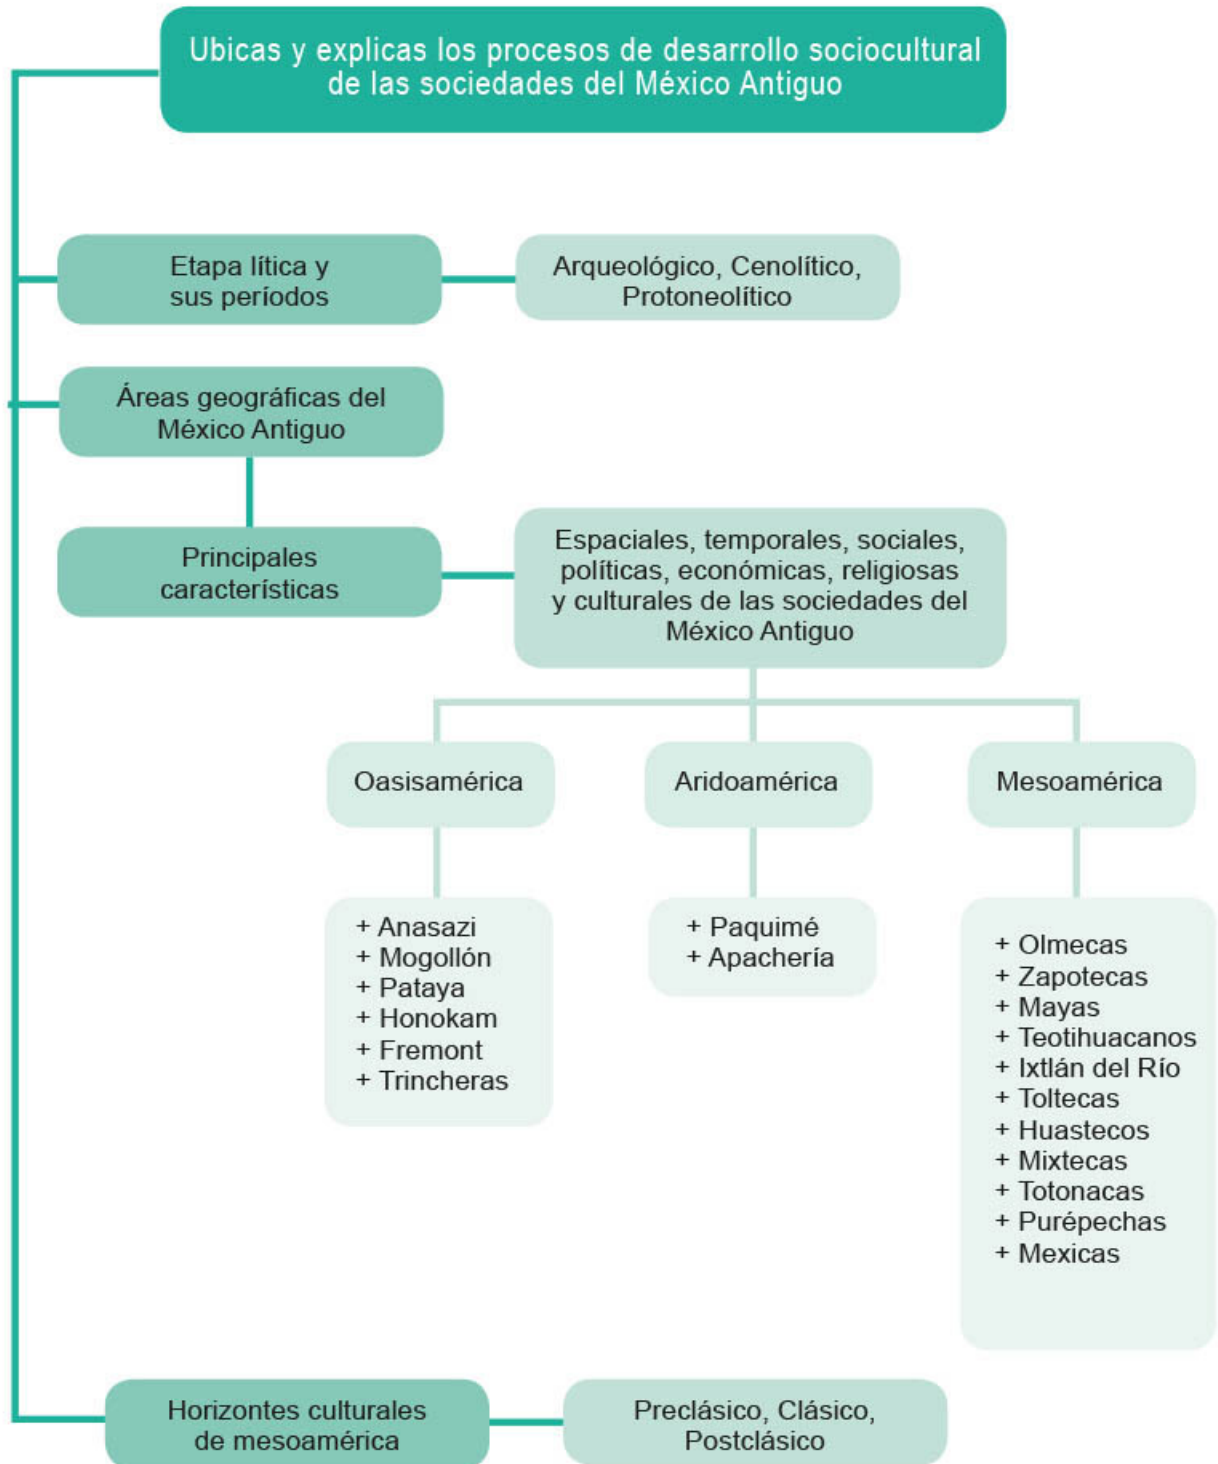 Ubicas y explicas los procesos de desarrollo sociocultural
de las sociedades del México Antiguo
Etapa lítica y
sus períodos
Arqueológico, Cenolítico,
Protoneolítico
Áreas geográficas del
México Antiguo
Principales
características
Espaciales, temporales, sociales,
políticas, económicas, religiosas
y culturales de las sociedades del
México Antiguo
Oasisamérica
+ Anasazi
+ Mogollón
+ Pataya
+ Honokam
+ Fremont
+ Trincheras
Aridoamérica
+ Paquimé
+ Apachería
Mesoamérica
+ Olmecas
+ Zapotecas
+ Mayas
+ Teotihuacanos
+ Ixtlán del Río
+ Toltecas
+ Huastecos
+ Mixtecas
+ Totonacas
+ Purépechas
+ Mexicas
Horizontes culturales
de mesoamérica
Preclásico, Clásico,
Postclásico